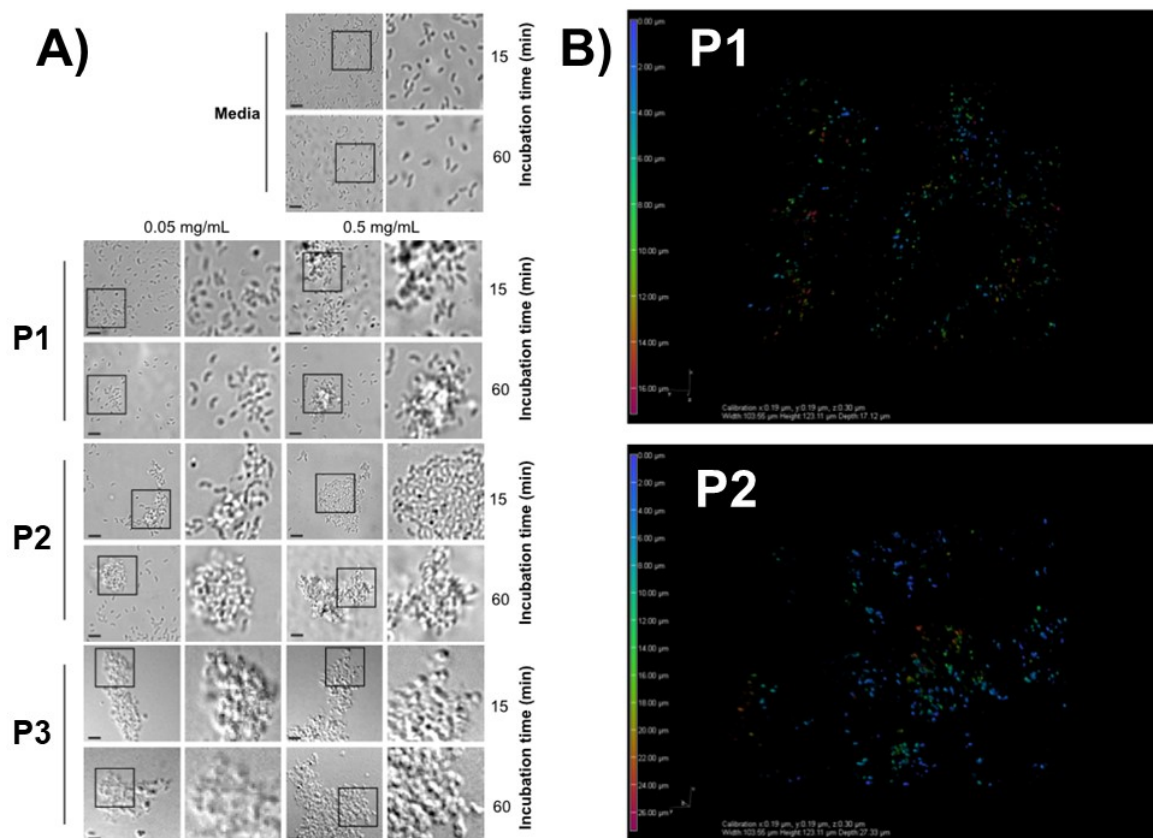 A)
Media
15
60
Incubation time (min)
0.05 mg/mL
0.5 mg/mL
P1
15
60
Incubation time (min)
P2
15
60
Incubation time (min)
P3
15
60
Incubation time (min)
B)
P1
0.00 µm
2.00 µm
4.00 µm
6.00 µm
8.00 µm
10.00 µm
12.00 µm
14.00 µm
16.00 µm
Calibration x:0.19 µm, y:0.19 µm, z:0.30 µm
Width:103.55 µm Height:123.11 µm Depth:17.12 µm
P2
0.00 µm
2.00 µm
4.00 µm
6.00 µm
8.00 µm
10.00 µm
12.00 µm
14.00 µm
16.00 µm
18.00 µm
20.00 µm
22.00 µm
24.00 µm
26.00 µm
Calibration x:0.19 µm, y:0.19 µm, z:0.30 µm
Width:103.55 µm Height:123.11 µm Depth:27.33 µm